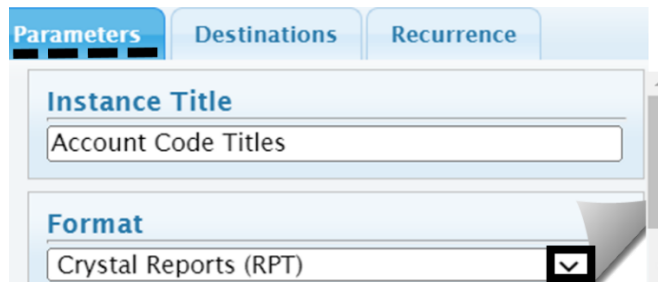 Parameters Destinations Recurrence
Instance Title
Account Code Titles
Format
Crystal Reports (RPT)